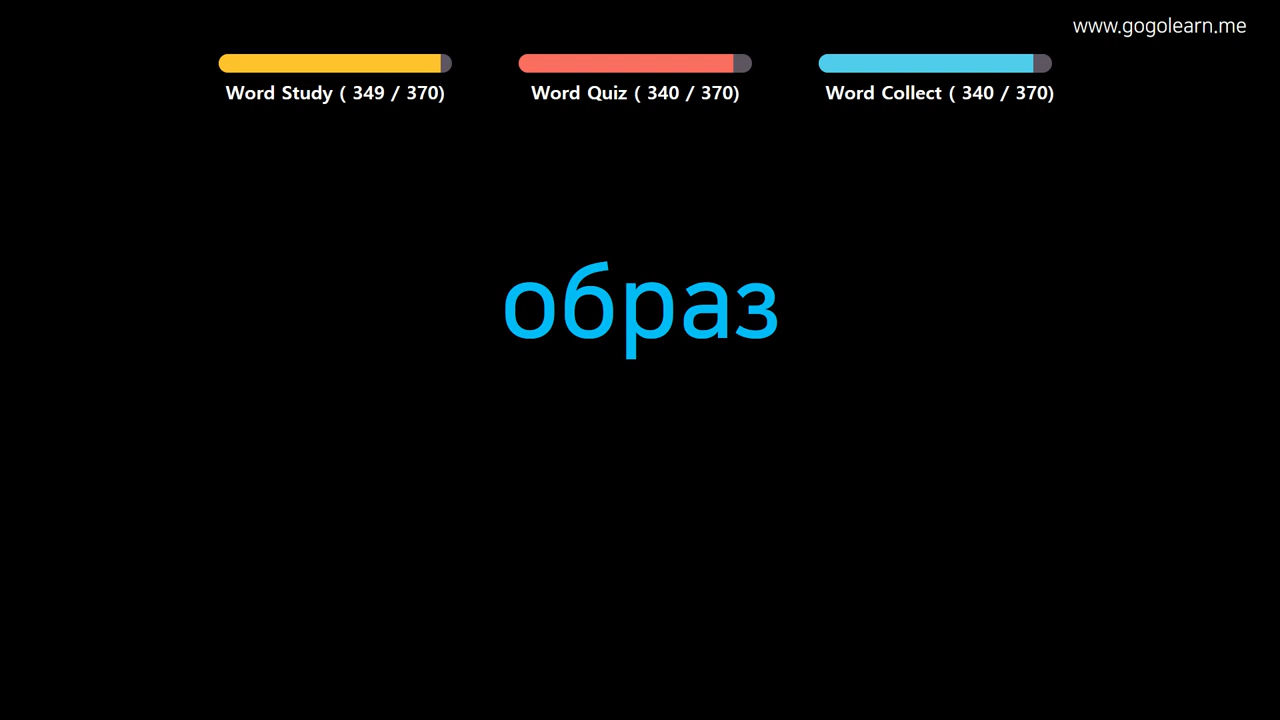 www.gogolearn.me
Word Study ( 349 / 370)
Word Quiz ( 340 / 370)
Word Collect ( 340 / 370)
образ